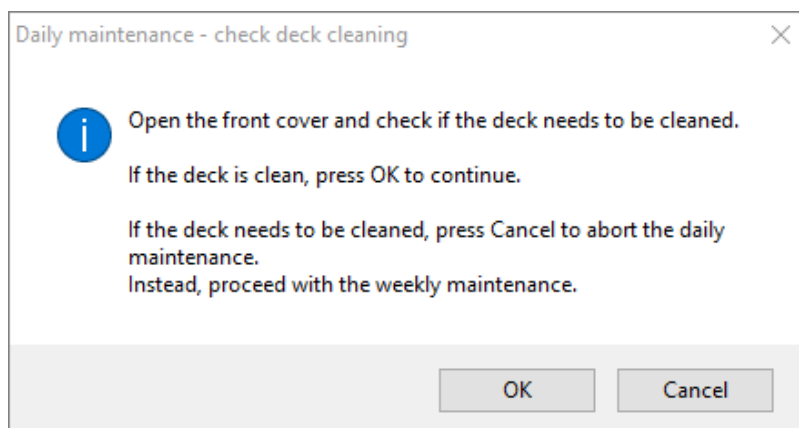 Daily maintenance - check deck cleaning
Open the front cover and check if the deck needs to be cleaned.
If the deck is clean, press OK to continue.
If the deck needs to be cleaned, press Cancel to abort the daily
maintenance.
Instead, proceed with the weekly maintenance.
OK
Cancel